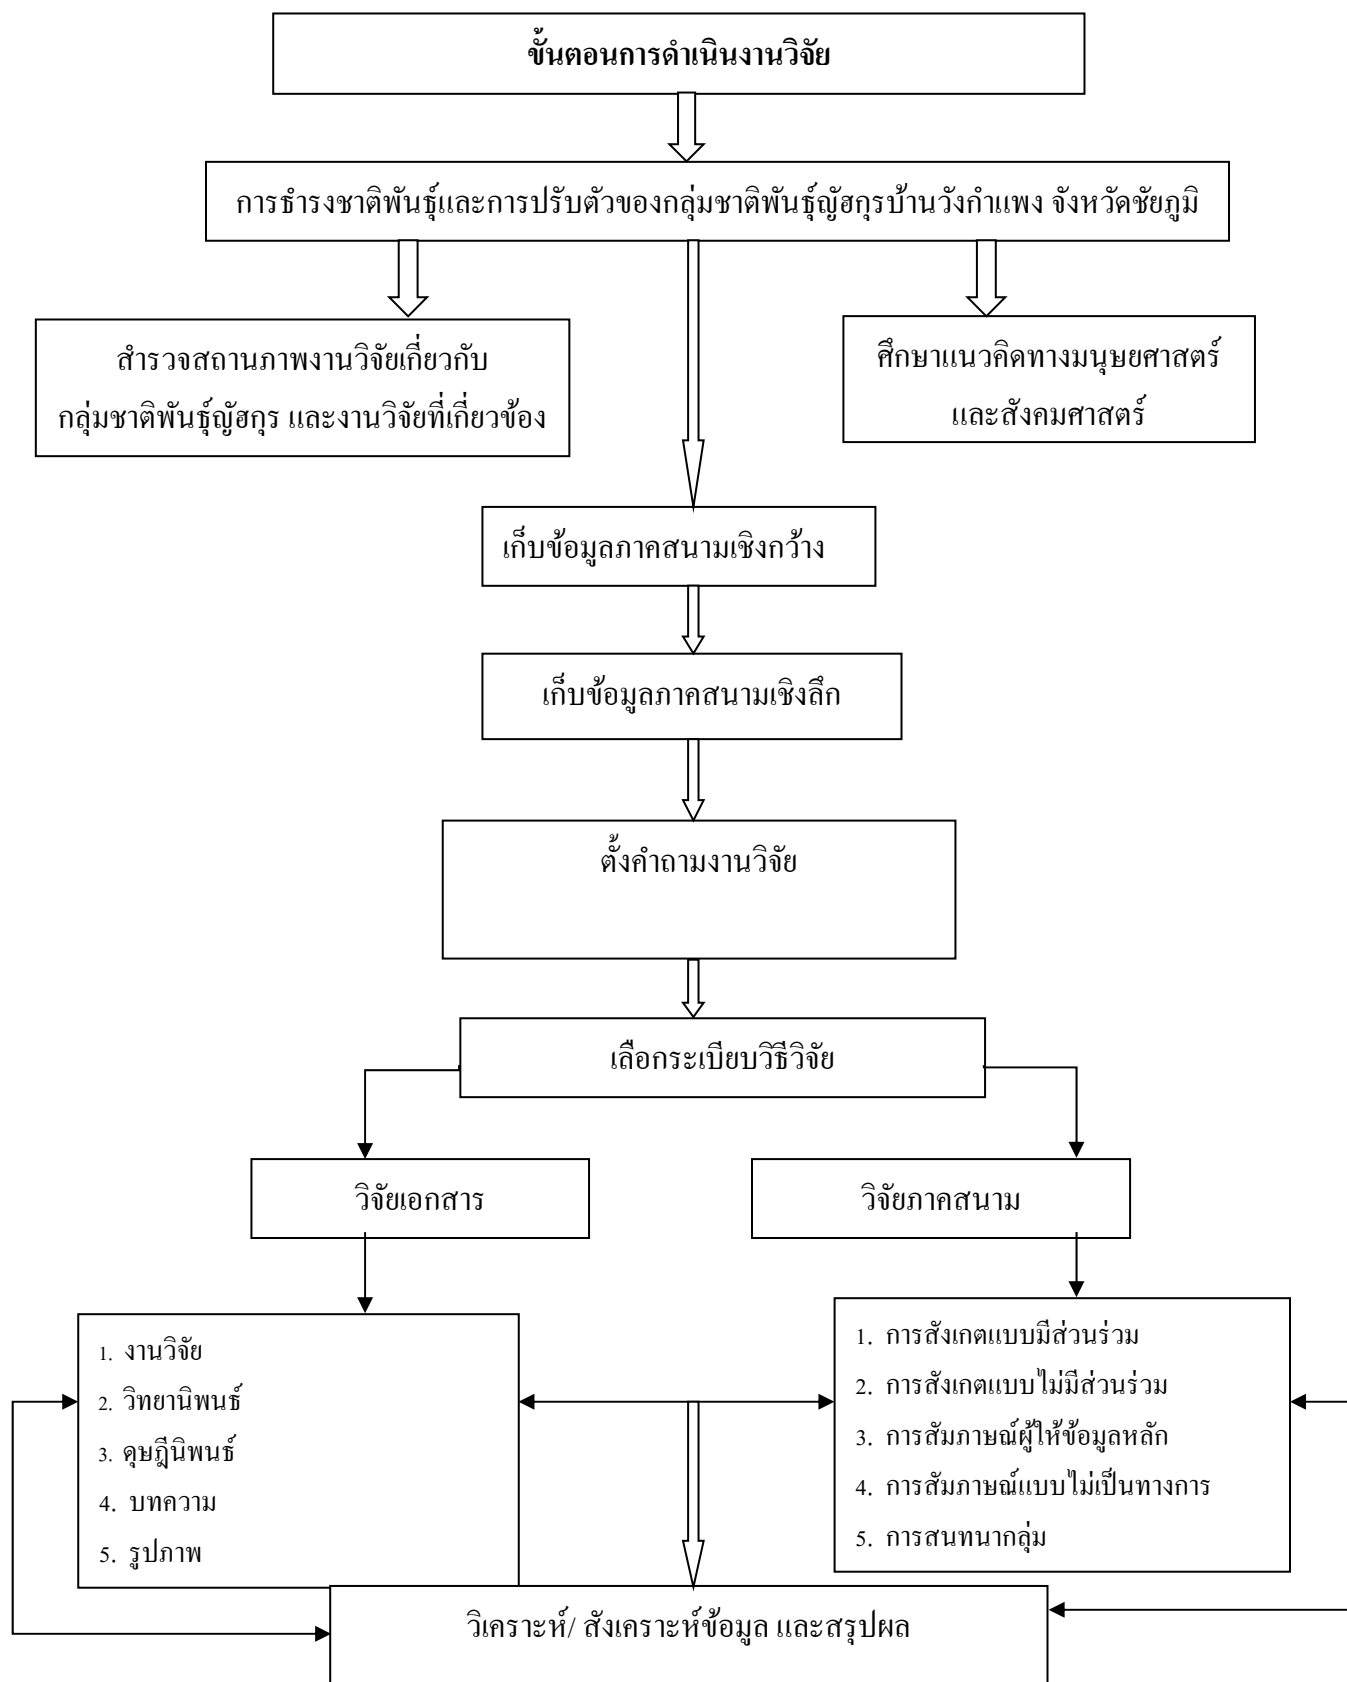 ขั้นตอนการดำเนินงานวิจัย
การธำรงชาติพันธุ์และการปรับตัวของกลุ่มชาติพันธุ์ญัฮกุรบ้านวังกำแพง จังหวัดชัยภูมิ
สำรวจสถานภาพงานวิจัยเกี่ยวกับ
กลุ่มชาติพันธุ์ญัฮกุร และงานวิจัยที่เกี่ยวข้อง
ศึกษาแนวคิดทางมนุษยศาสตร์
และสังคมศาสตร์
เก็บข้อมูลภาคสนามเชิงกว้าง
เก็บข้อมูลภาคสนามเชิงลึก
ตั้งคำถามงานวิจัย
เลือกระเบียบวิธีวิจัย
วิจัยเอกสาร
วิจัยภาคสนาม
1. งานวิจัย
2. วิทยานิพนธ์
3. ดุษฎีนิพนธ์
4. บทความ
5. รูปภาพ
1. การสังเกตแบบมีส่วนร่วม
2. การสังเกตแบบไม่มีส่วนร่วม
3. การสัมภาษณ์ผู้ให้ข้อมูลหลัก
4. การสัมภาษณ์แบบไม่เป็นทางการ
5. การสนทนากลุ่ม
วิเคราะห์/ สังเคราะห์ข้อมูล และสรุปผล